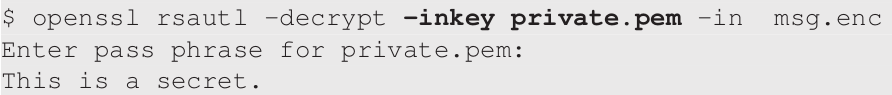 $ openssl rsautl -decrypt -inkey private.pem -in  msg.enc
Enter pass phrase for private.pem:
This is a secret.